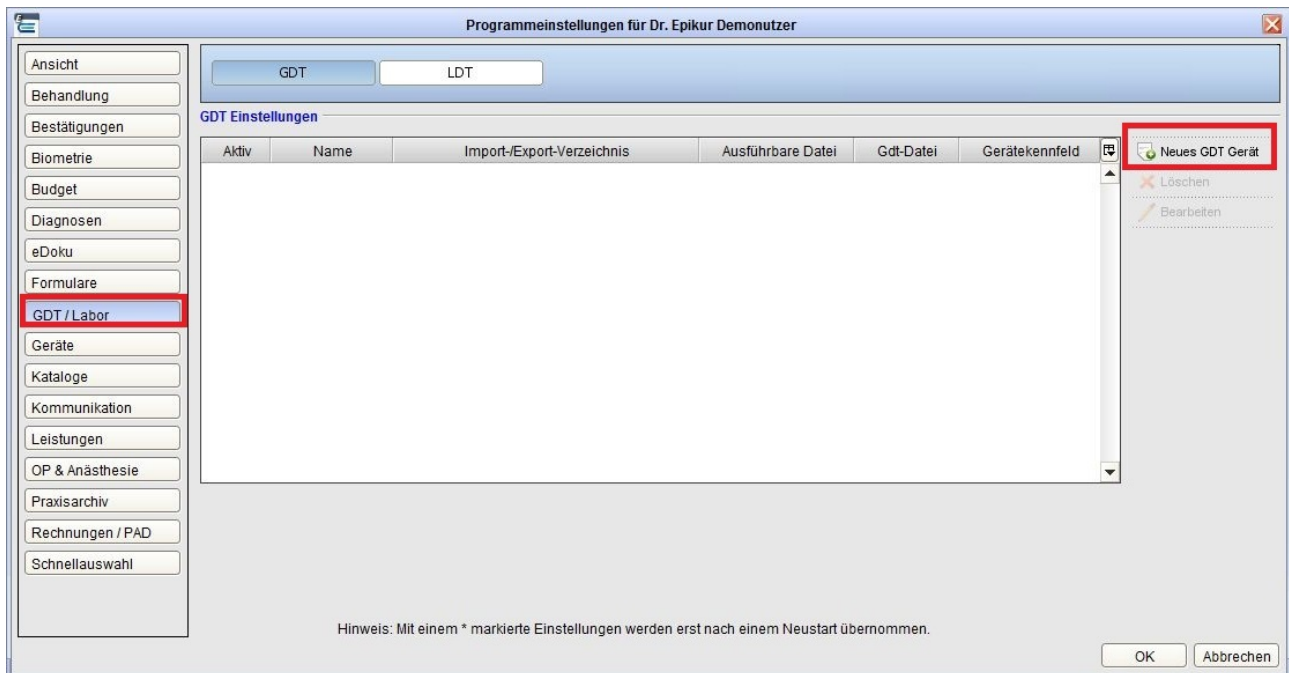 Programmeinstellungen für Dr. Epikur Demonutzer
Ansicht
Behandlung
Bestätigungen
Biometrie
Budget
Diagnosen
eDoku
Formulare
GDT / Labor
Geräte
Kataloge
Kommunikation
Leistungen
OP & Anästhesie
Praxisarchiv
Rechnungen / PAD
Schnellauswahl
GDT LDT
GDT Einstellungen
Aktiv Name Import-/Export-Verzeichnis Ausführbare Datei Gdt-Datei Gerätekennfeld
Neues GDT Gerät
Löschen
Bearbeiten
Hinweis: Mit einem * markierte Einstellungen werden erst nach einem Neustart übernommen.
OK Abbrechen